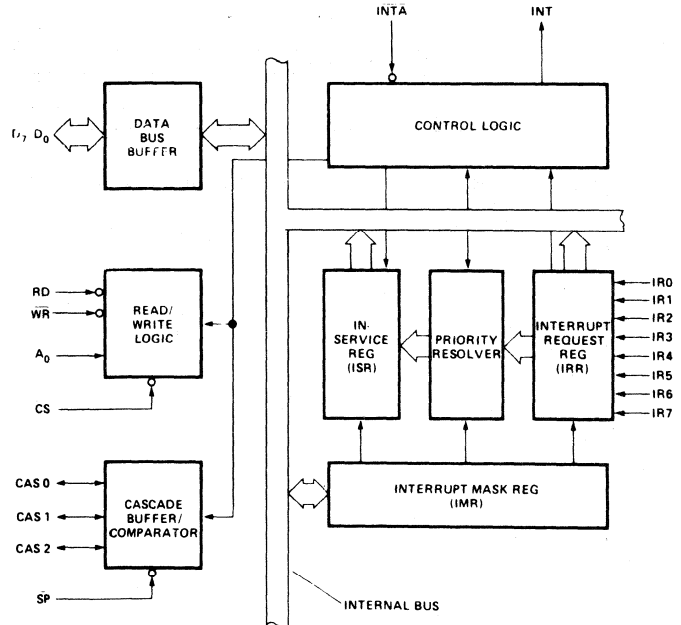 INTA
INT
DATA
BUS
BUFFER
D7 D0
CONTROL LOGIC
RD
WR
A0
CS
READ/
WRITE
LOGIC
IN-
SERVICE
REG
(ISR)
PRIORITY
RESOLVER
INTERRUPT
REQUEST
REG
(IRR)
IR0
IR1
IR2
IR3
IR4
IR5
IR6
IR7
CAS 0
CAS 1
CAS 2
CASCADE
BUFFER/
COMPARATOR
SP
INTERRUPT MASK REG
(IMR)
INTERNAL BUS